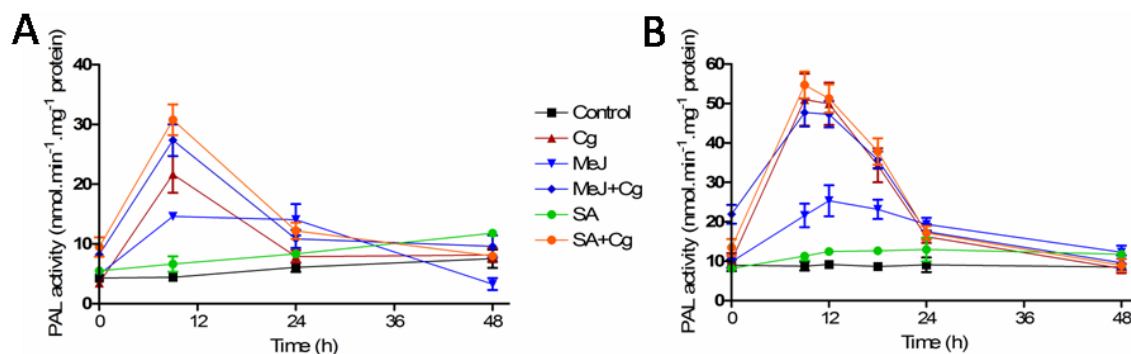 A
PAL activity (nmol.min⁻¹.mg⁻¹ protein)
40
30
20
10
0
0 12 24 36 48
Time (h)
Control
Cg
MeJ
MeJ+Cg
SA
SA+Cg
B
PAL activity (nmol.min⁻¹.mg⁻¹ protein)
60
50
40
30
20
10
0
0 12 24 36 48
Time (h)